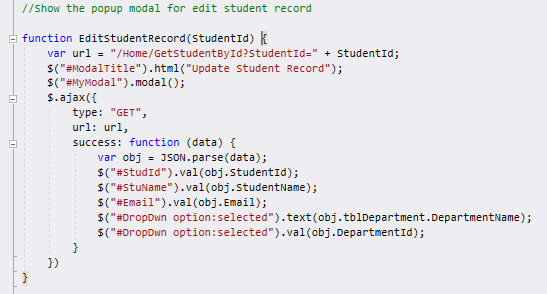 //Show the popup modal for edit student record
function EditStudentRecord(StudentId) {
var url = "/Home/GetStudentById?StudentId=" + StudentId;
$("#ModalTitle").html("Update Student Record");
$("#MyModal").modal();
$.ajax({
type: "GET",
url: url,
success: function (data) {
var obj = JSON.parse(data);
$("#StudId").val(obj.StudentId);
$("#StuName").val(obj.StudentName);
$("#Email").val(obj.Email);
$("#DropDwn option:selected").text(obj.tblDepartment.DepartmentName);
$("#DropDwn option:selected").val(obj.DepartmentId);
}
})
}